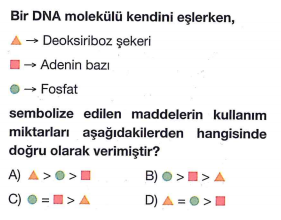 Bir DNA molekülü kendini eşlerken,
→ Deoksiriboz şekeri
→ Adenin bazı
→ Fosfat
sembolize edilen maddelerin kullanım
miktarları aşağıdakilerden hangisinde
doğru olarak verimiştir?
A) ▲ > ● > ■ B) ● > ■ > ▲
C) ● = ■ > ▲ D) ▲ = ● > ■